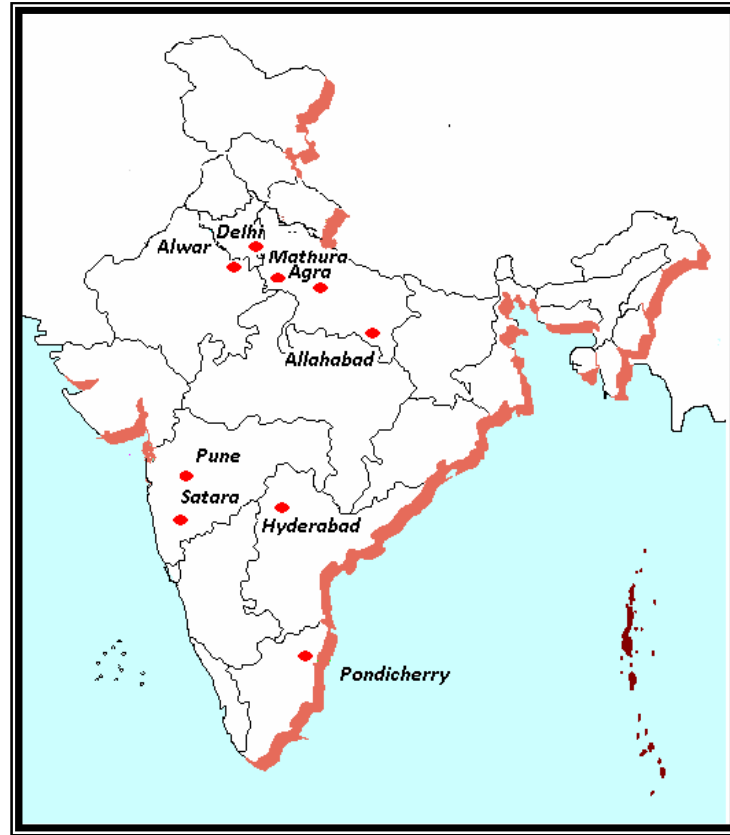 Delhi
Alwar
Mathura
Agra
Allahabad
Pune
Satara
Hyderabad
Pondicherry